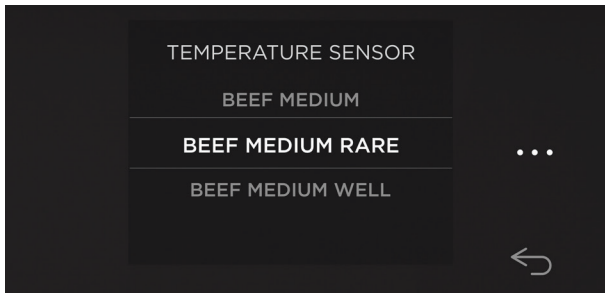 TEMPERATURE SENSOR
BEEF MEDIUM
BEEF MEDIUM RARE
BEEF MEDIUM WELL